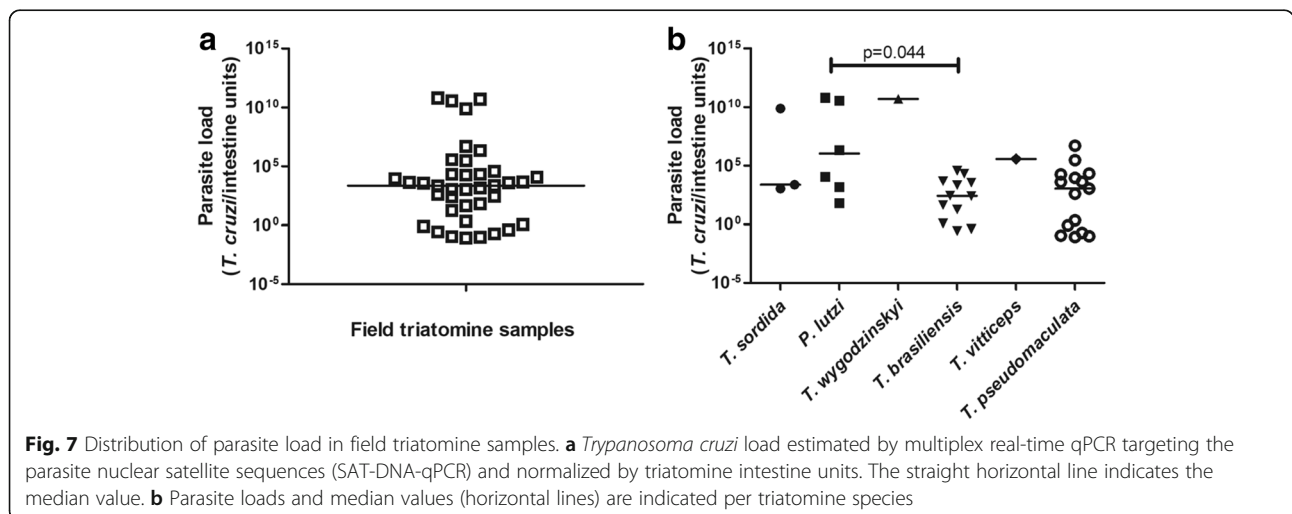 a
10^15
10^10
10^5
10^0
10^-5
Parasite load
(T. cruzi/intestine units)
Field triatomine samples
b
p=0.044
10^15
10^10
10^5
10^0
10^-5
Parasite load
(T. cruzi/intestine units)
T. sordida
P. lutzi
T. wygodzinskyi
T. brasiliensis
T. vitticeps
T. pseudomaculata
Fig. 7 Distribution of parasite load in field triatomine samples. a Trypanosoma cruzi load estimated by multiplex real-time qPCR targeting the
parasite nuclear satellite sequences (SAT-DNA-qPCR) and normalized by triatomine intestine units. The straight horizontal line indicates the
median value. b Parasite loads and median values (horizontal lines) are indicated per triatomine species